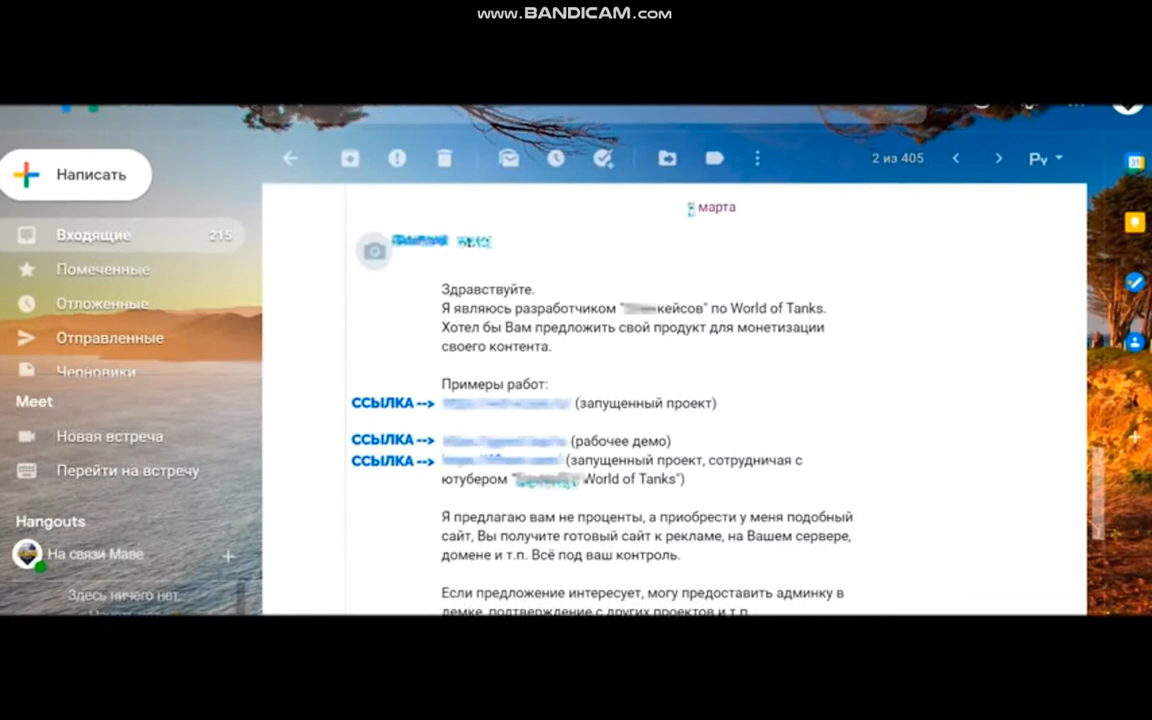 www.BANDICAM.com
2 из 405
Ру
Написать
Входящие 215
Помеченные
Отложенные
Отправленные
Черновики
Meet
Новая встреча
Перейти на встречу
Hangouts
На связи Маве
Здесь ничего нет.
марта
Здравствуйте.
Я являюсь разработчиком "кейсов" по World of Tanks.
Хотел бы Вам предложить свой продукт для монетизации
своего контента.
Примеры работ:
ССЫЛКА --> (запущенный проект)
ССЫЛКА --> (рабочее демо)
ССЫЛКА --> (запущенный проект, сотрудничая с
ютубером " World of Tanks")
Я предлагаю вам не проценты, а приобрести у меня подобный
сайт, Вы получите готовый сайт к рекламе, на Вашем сервере,
домене и т.п. Всё под ваш контроль.
Если предложение интересует, могу предоставить админку в
демке, подтверждение с других проектов и т.п.